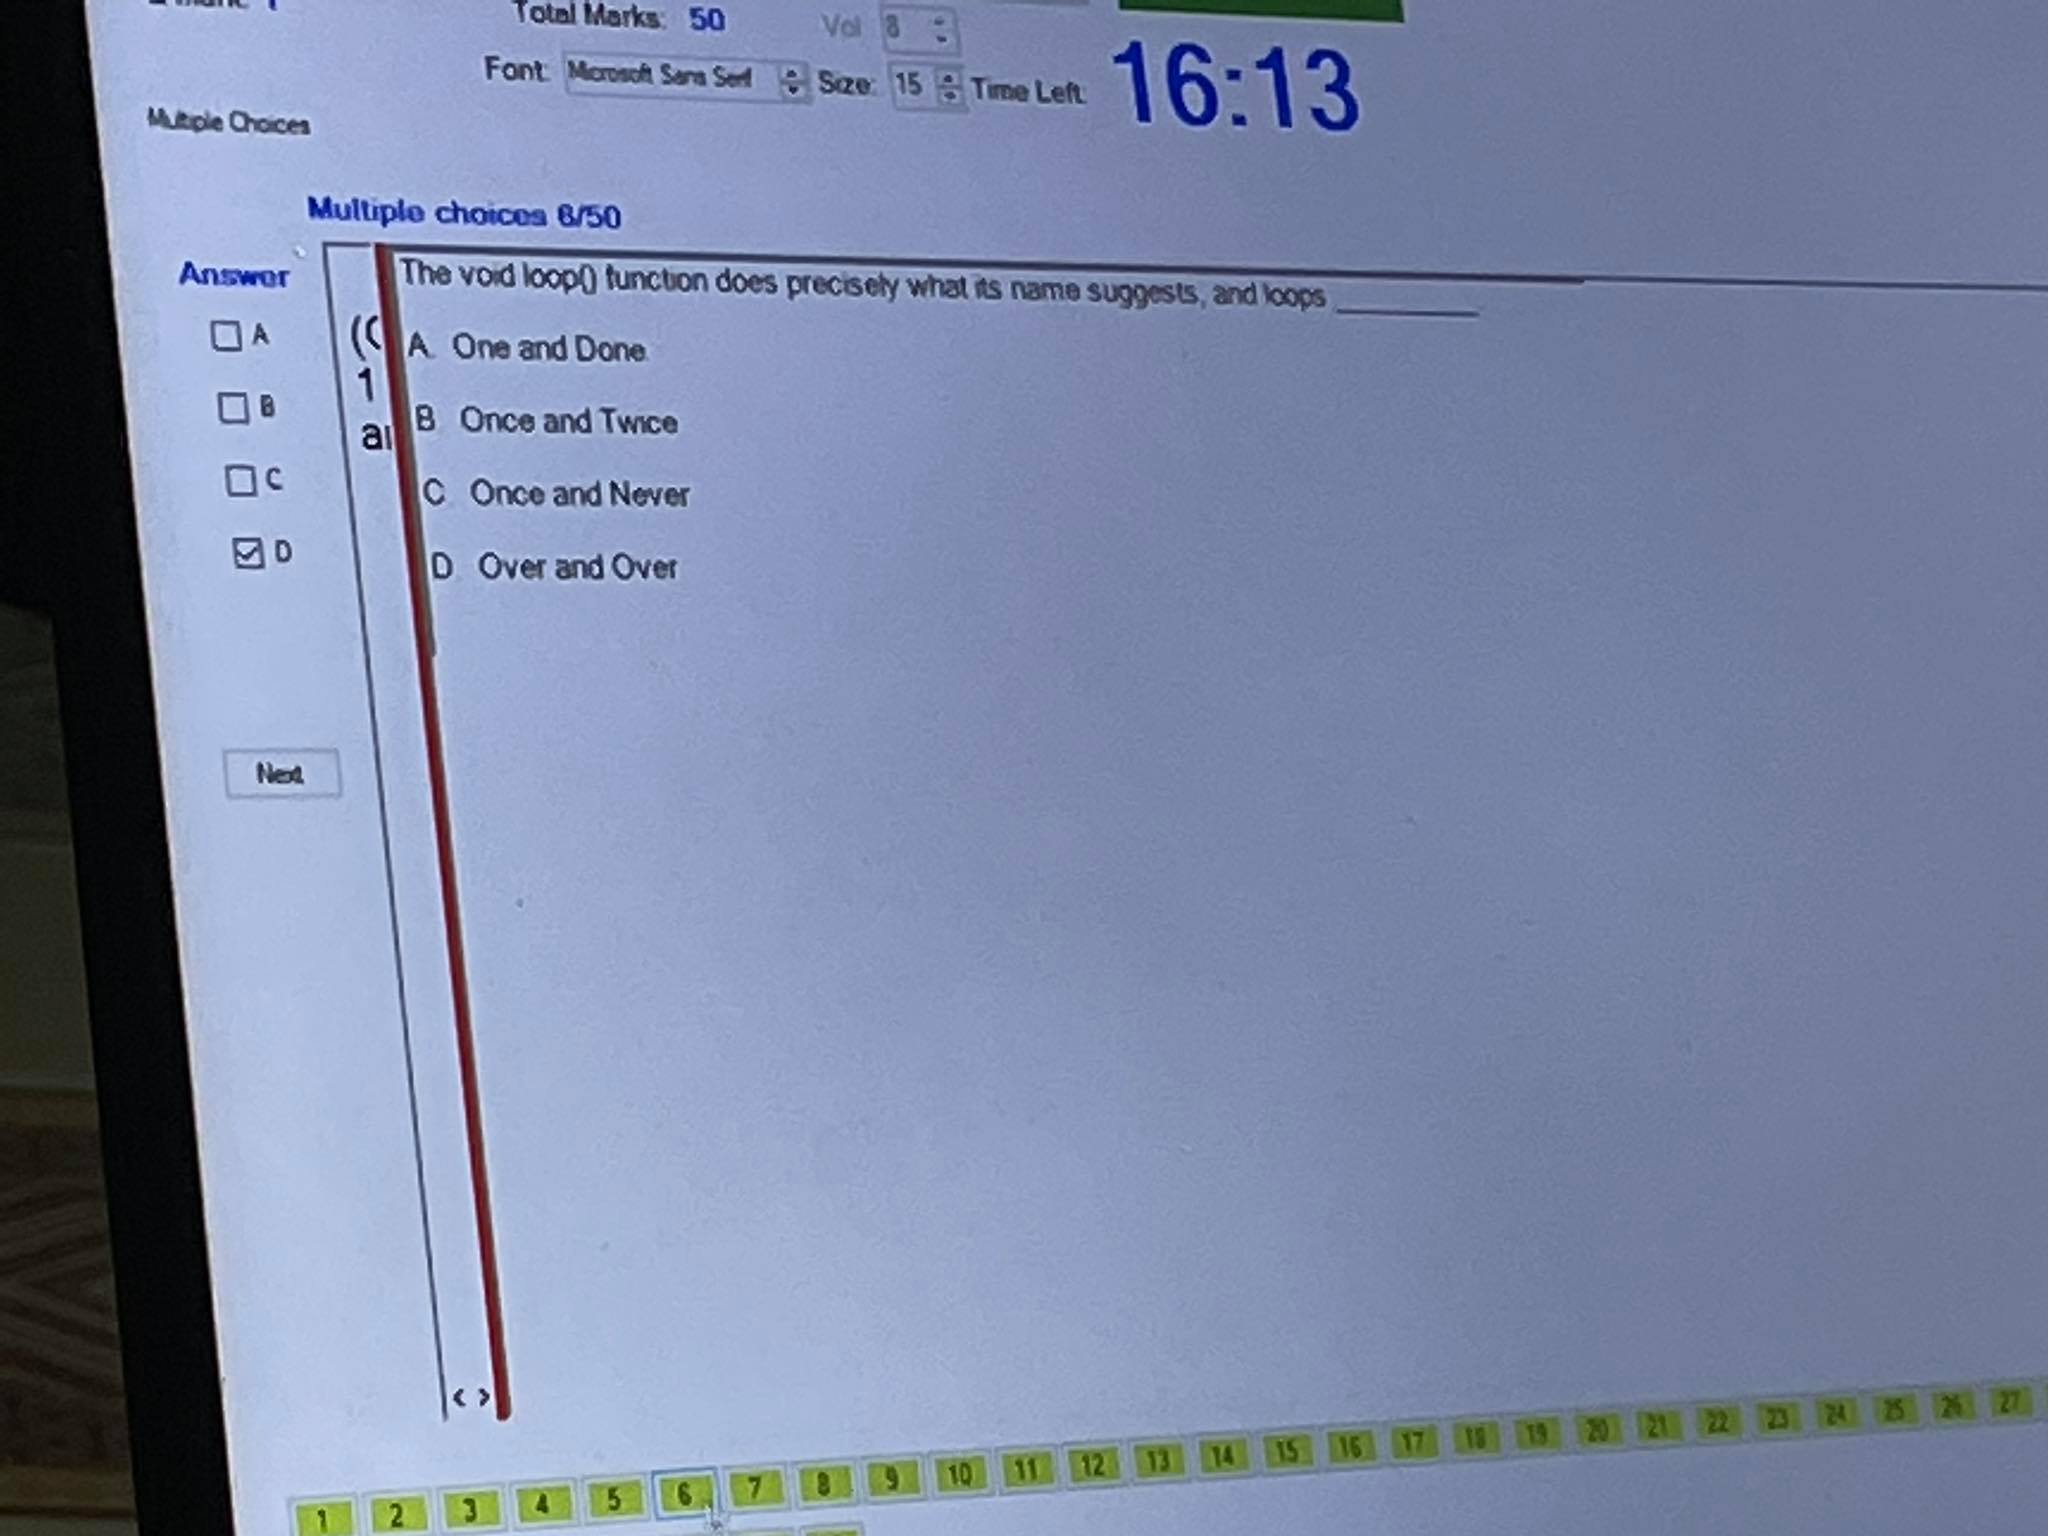 Total Marks: 50 Vol 8
Font: Microsoft Sans Serif Size: 15 Time Left: 16:13
Multiple Choices
Multiple choices 6/50
Answer
The void loop() function does precisely what its name suggests, and loops ________
A A. One and Done.
B B Once and Twice
C C Once and Never
D D Over and Over
(C
1
ar
Next
< >
1 2 3 4 5 6 7 8 9 10 11 12 13 14 15 16 17 18 19 20 21 22 23 24 25 26 27